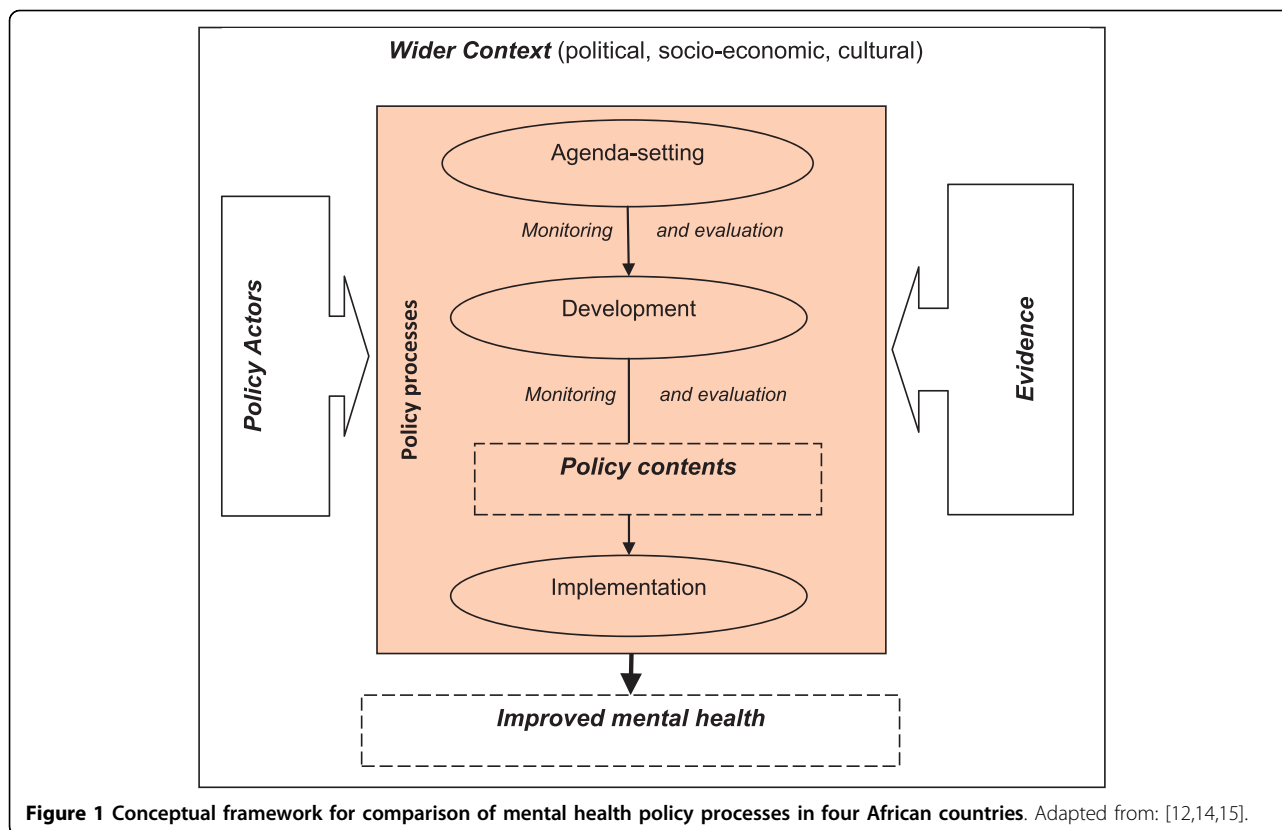 Wider Context (political, socio-economic, cultural)
Agenda-setting
Monitoring and evaluation
Development
Monitoring and evaluation
Policy contents
Implementation
Improved mental health
Policy Actors
Policy processes
Evidence
Figure 1 Conceptual framework for comparison of mental health policy processes in four African countries. Adapted from: [12,14,15].